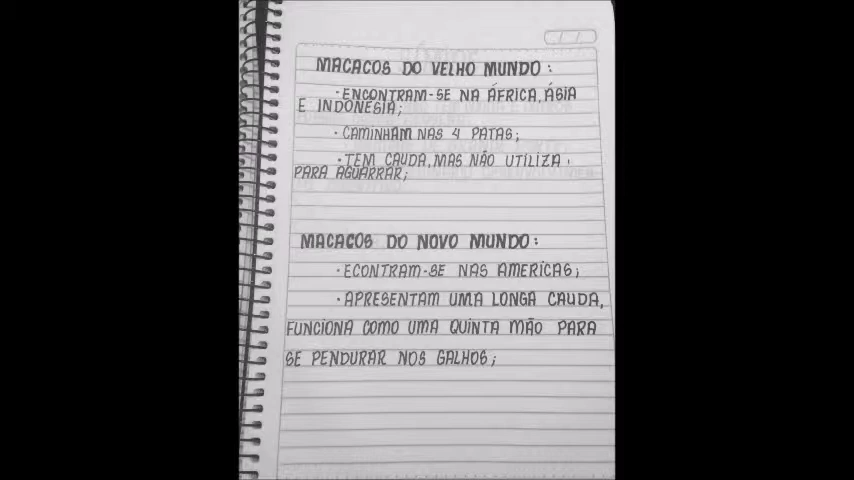 MACACOS DO VELHO MUNDO:
· ENCONTRAM-SE NA ÁFRICA, ÁSIA
E INDONÉSIA;
· CAMINHAM NAS 4 PATAS;
· TEM CAUDA, MAS NÃO UTILIZA
PARA AGUARRAR;
MACACOS DO NOVO MUNDO:
· ECONTRAM-SE NAS AMERICAS;
· APRESENTAM UMA LONGA CAUDA,
FUNCIONA COMO UMA QUINTA MÃO PARA
SE PENDURAR NOS GALHOS;